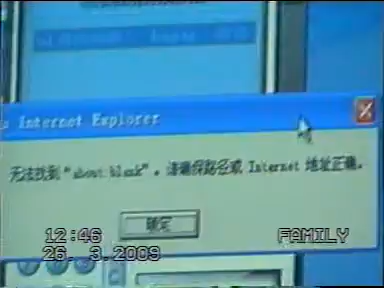 Internet Explorer
无法找到"about:blank"。请确保路径或 Internet 地址正确。
确定
12:46 FAMILY
26. 3.2009